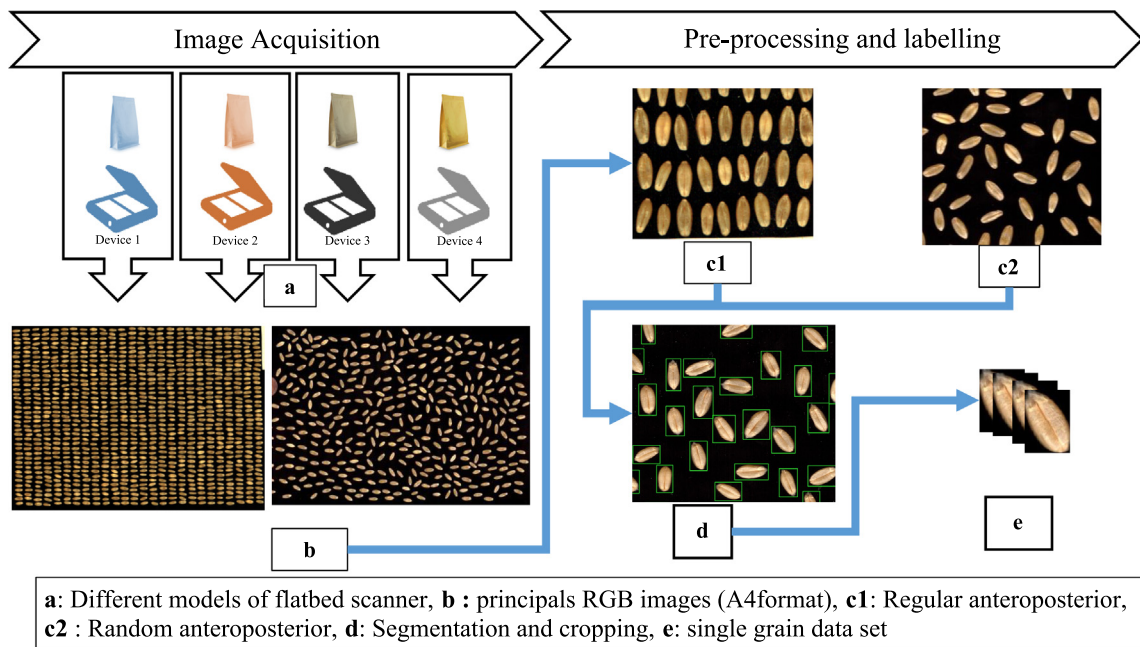 Image Acquisition
Pre-processing and labelling
Device 1
Device 2
Device 3
Device 4
a
c1
c2
b
d
e
a: Different models of flatbed scanner, b : principals RGB images (A4format), c1: Regular anteroposterior,
c2 : Random anteroposterior, d: Segmentation and cropping, e: single grain data set